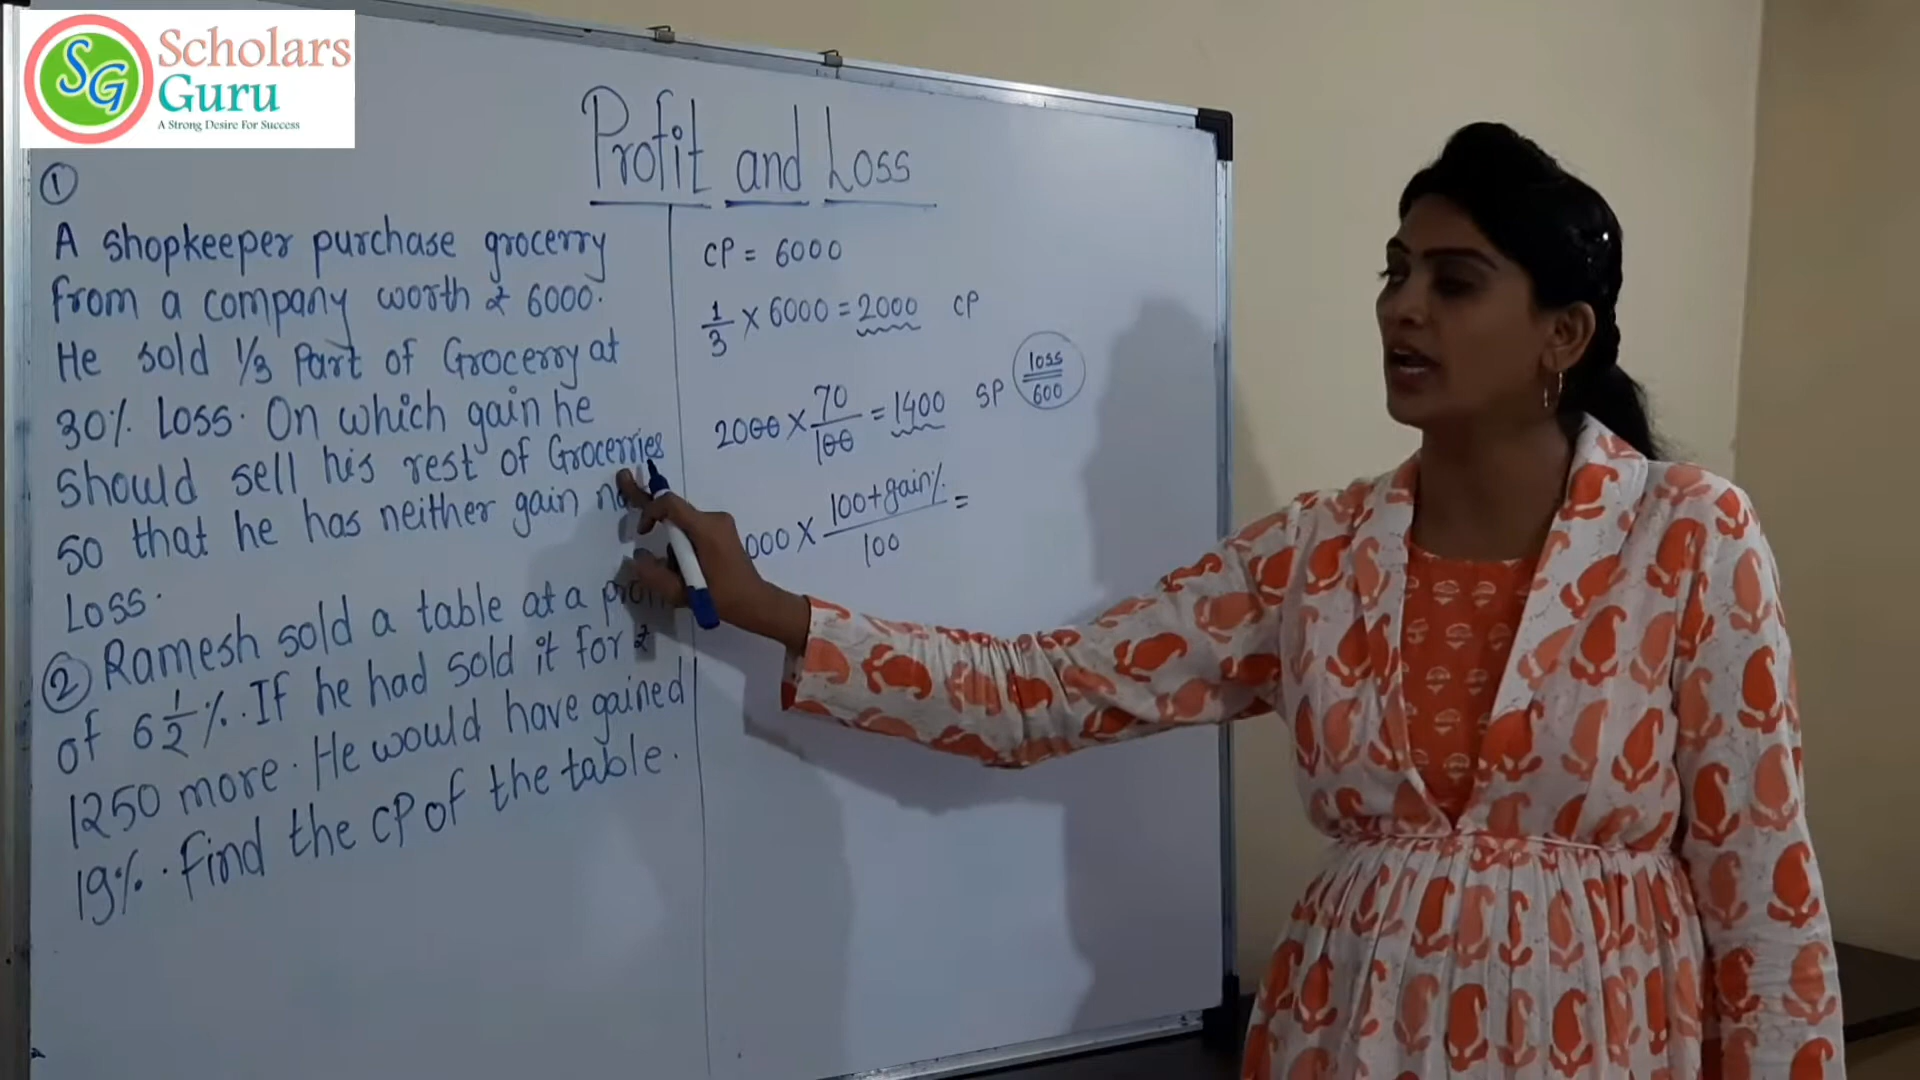 Scholars
Guru
A Strong Desire For Success
SG
Profit and Loss
①
A shopkeeper purchase grocerry
from a company worth ₹ 6000.
He sold 1/3 Part of Grocerry at
30% Loss. On which gain he
should sell his rest of Grocerries
so that he has neither gain
Loss.
② Ramesh sold a table at a
of 6 1/2 %. If he had sold it for ₹
1250 more. He would have gained
19%. Find the CP of the table.
CP = 6000
1/3 × 6000 = 2000 CP
2000 × 70/100 = 1400 SP
loss
600
000 × 100+gain%/100 =